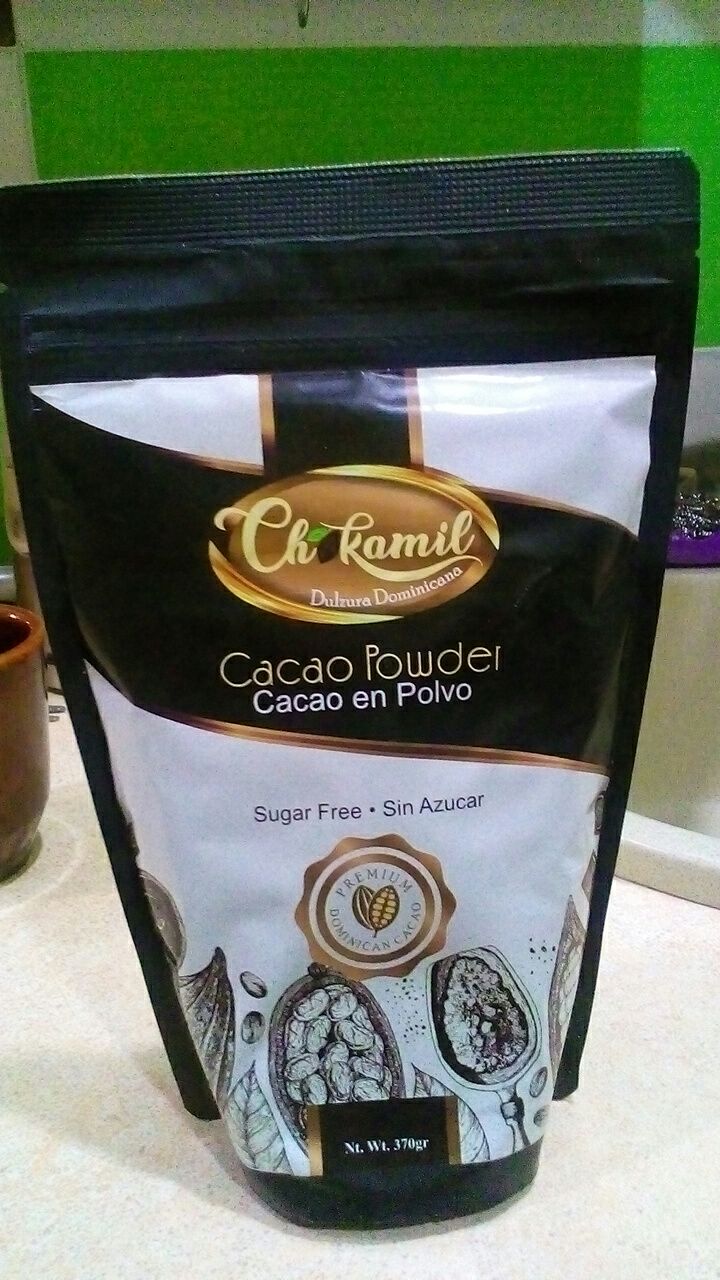 Chokamil
Dulzura Dominicana
Cacao Powder
Cacao en Polvo
Sugar Free • Sin Azucar
PREMIUM
DOMINICAN CACAO
Nt. Wt. 370gr